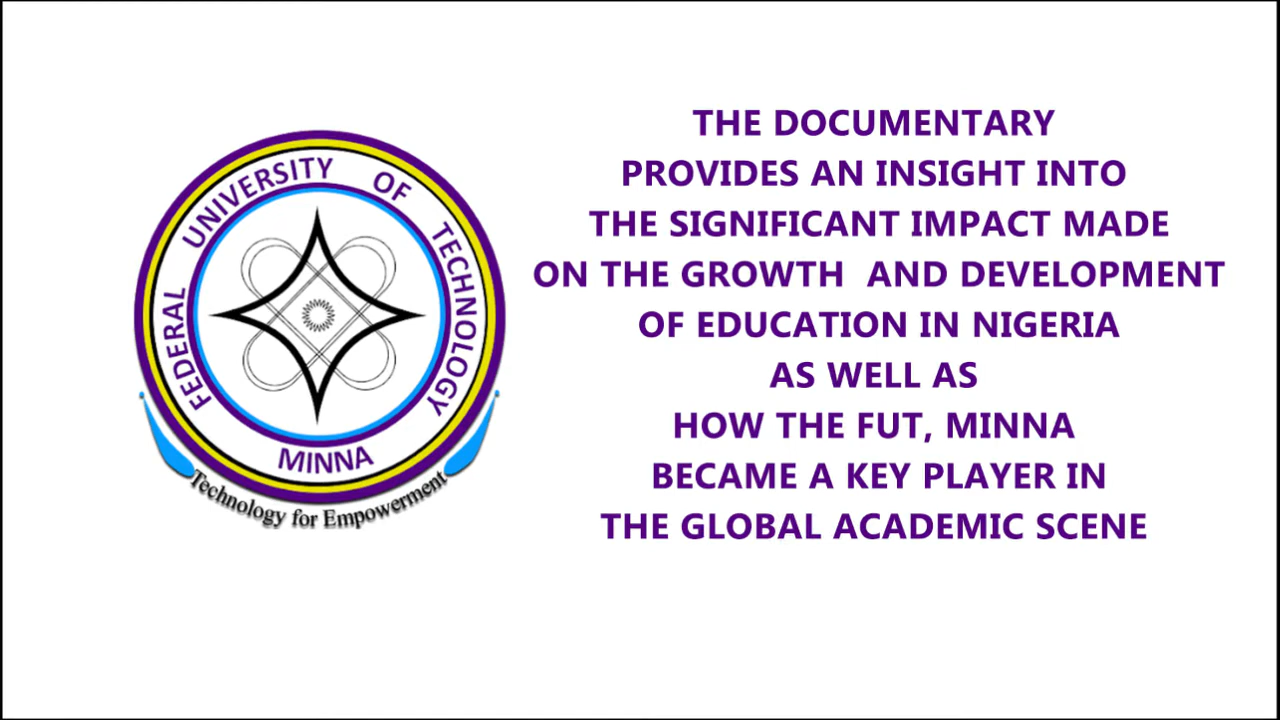 FEDERAL UNIVERSITY OF TECHNOLOGY
MINNA
Technology for Empowerment
THE DOCUMENTARY
PROVIDES AN INSIGHT INTO
THE SIGNIFICANT IMPACT MADE
ON THE GROWTH AND DEVELOPMENT
OF EDUCATION IN NIGERIA
AS WELL AS
HOW THE FUT, MINNA
BECAME A KEY PLAYER IN
THE GLOBAL ACADEMIC SCENE